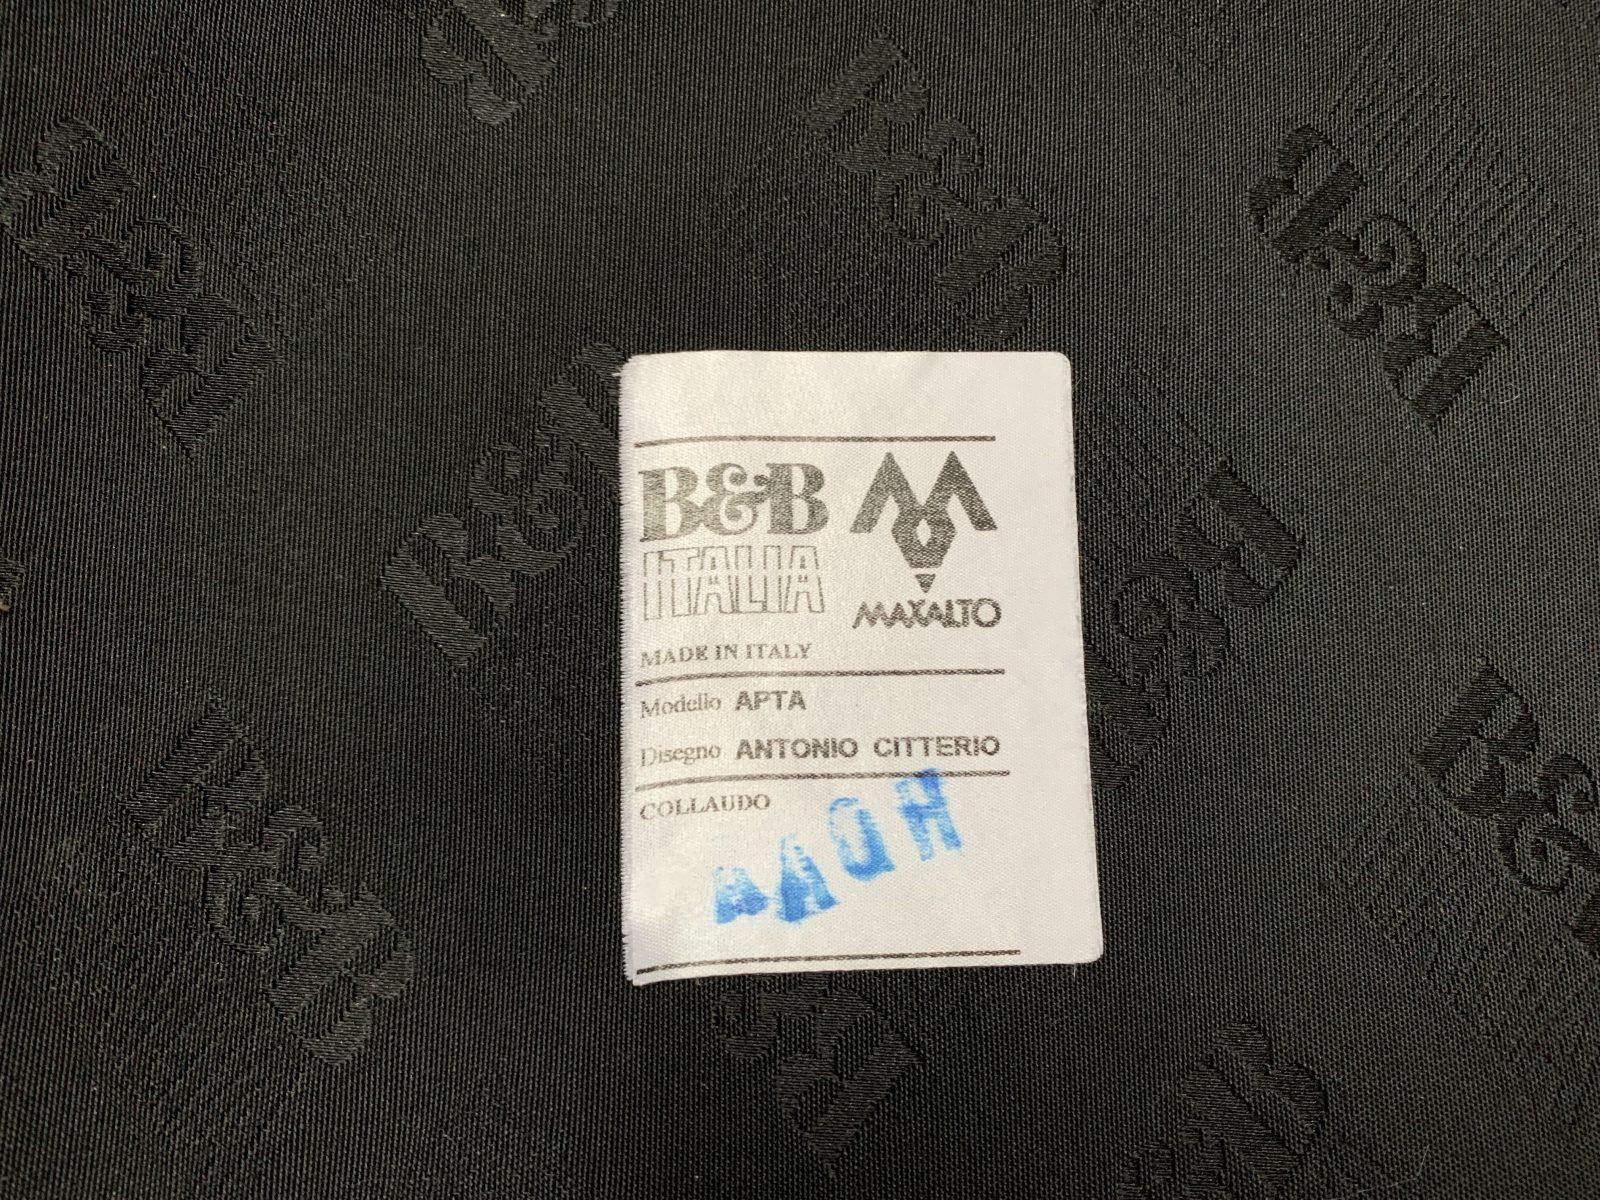 B&B
ITALIA
MAXALTO
MADE IN ITALY
Modello APTA
Disegno ANTONIO CITTERIO
COLLAUDO